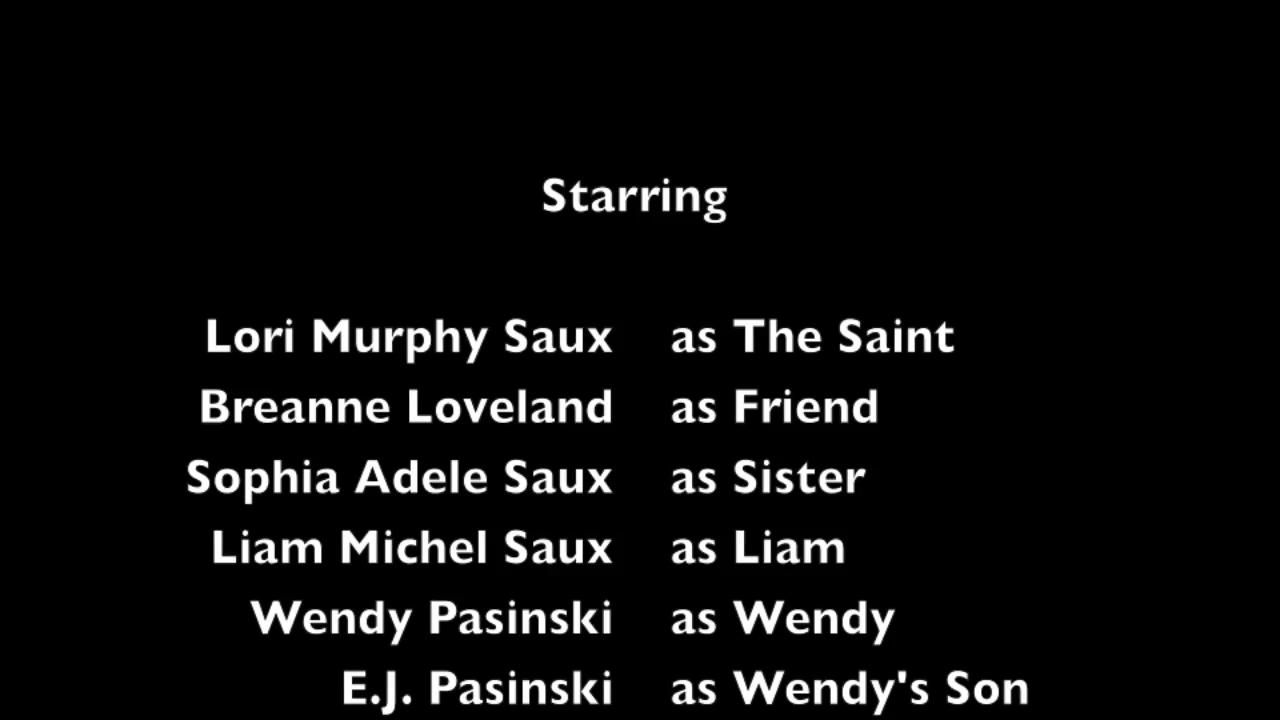 Starring
Lori Murphy Saux as The Saint
Breanne Loveland as Friend
Sophia Adele Saux as Sister
Liam Michel Saux as Liam
Wendy Pasinski as Wendy
E.J. Pasinski as Wendy's Son